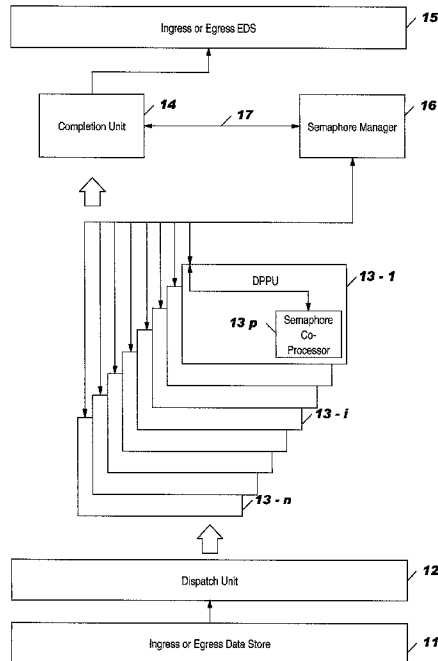 Ingress or Egress EDS
15
14
16
Completion Unit
17
Semaphore Manager
13 - 1
DPPU
13 p
Semaphore
Co-
Processor
13 - i
13 - n
12
Dispatch Unit
Ingress or Egress Data Store
11